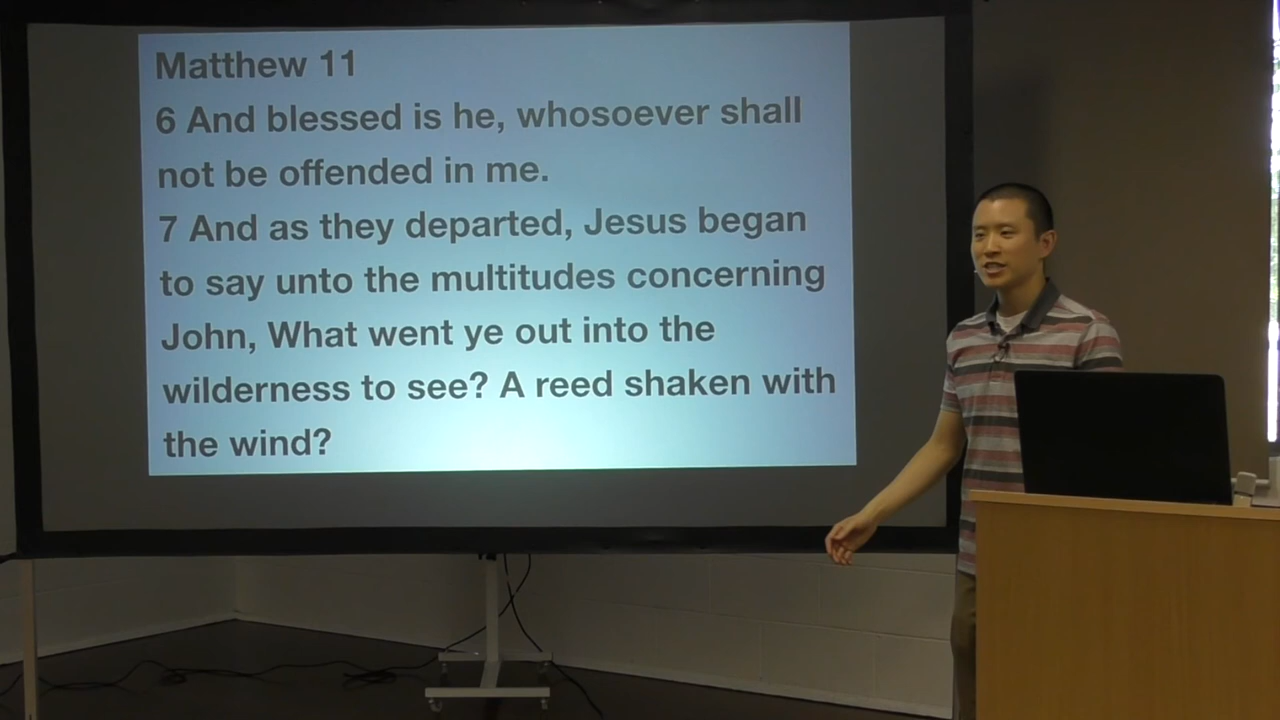 Matthew 11
6 And blessed is he, whosoever shall
not be offended in me.
7 And as they departed, Jesus began
to say unto the multitudes concerning
John, What went ye out into the
wilderness to see? A reed shaken with
the wind?